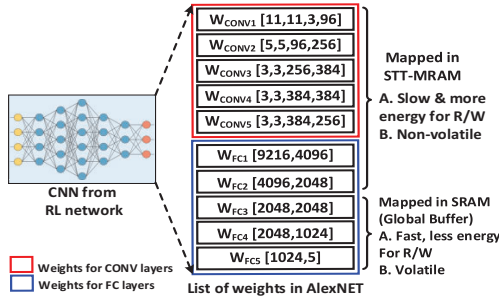 W_CONV1 [11,11,3,96]
W_CONV2 [5,5,96,256]
W_CONV3 [3,3,256,384]
W_CONV4 [3,3,384,384]
W_CONV5 [3,3,384,256]
W_FC1 [9216,4096]
W_FC2 [4096,2048]
W_FC3 [2048,2048]
W_FC4 [2048,1024]
W_FC5 [1024,5]
List of weights in AlexNET
Mapped in
STT-MRAM
A. Slow & more
energy for R/W
B. Non-volatile
Mapped in SRAM
(Global Buffer)
A. Fast, less energy
For R/W
B. Volatile
CNN from
RL network
Weights for CONV layers
Weights for FC layers